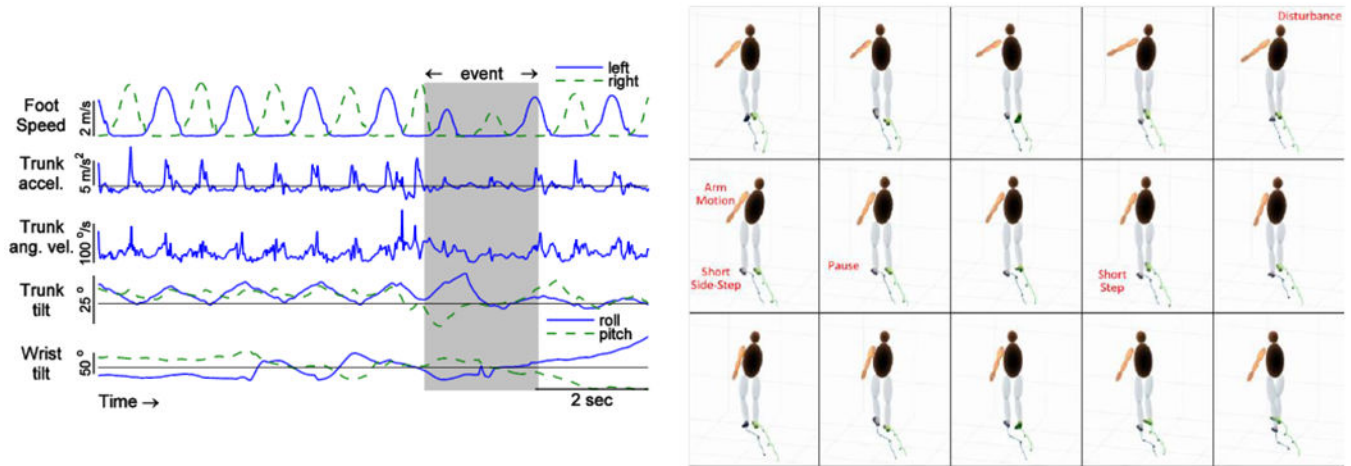 ← event →
left
right
Foot
Speed
2 m/s
Trunk
accel.
5 m/s²
Trunk
ang. vel.
100 °/s
Trunk
tilt
25 °
roll
pitch
Wrist
tilt
50 °
Time →
2 sec
Disturbance
Arm
Motion
Short
Side-Step
Pause
Short
Step